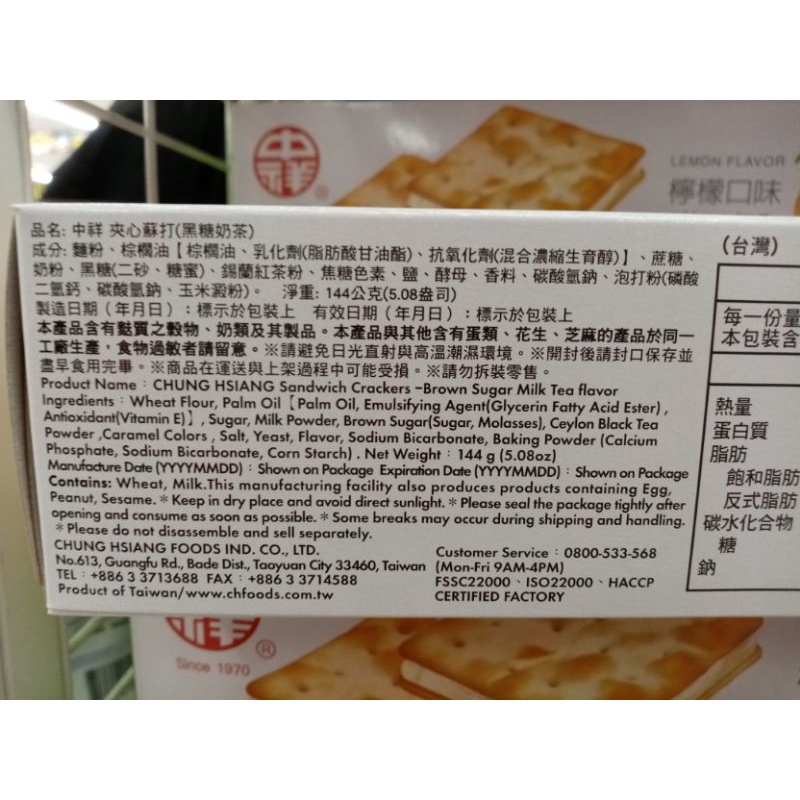 中祥®
LEMON FLAVOR
檸檬口味
品名: 中祥 夾心蘇打(黑糖奶茶)
成分: 麵粉、棕櫚油【棕櫚油、乳化劑(脂肪酸甘油酯)、抗氧化劑(混合濃縮生育醇)】、蔗糖、
奶粉、黑糖(二砂、糖蜜)、錫蘭紅茶粉、焦糖色素、鹽、酵母、香料、碳酸氫鈉、泡打粉(磷酸
二氫鈣、碳酸氫鈉、玉米澱粉)。 淨重: 144公克(5.08盎司)
製造日期（年月日）：標示於包裝上 有效日期（年月日）：標示於包裝上
本產品含有麩質之穀物、奶類及其製品。本產品與其他含有蛋類、花生、芝麻的產品於同一
工廠生產，食物過敏者請留意。※請避免日光直射與高溫潮濕環境。※開封後請封口保存並
盡早食用完畢。※商品在運送與上架過程中可能受損。※請勿拆裝零售。
Product Name：CHUNG HSIANG Sandwich Crackers -Brown Sugar Milk Tea flavor
Ingredients：Wheat Flour, Palm Oil【Palm Oil, Emulsifying Agent(Glycerin Fatty Acid Ester) ,
Antioxidant(Vitamin E)】, Sugar, Milk Powder, Brown Sugar(Sugar, Molasses), Ceylon Black Tea
Powder ,Caramel Colors , Salt, Yeast, Flavor, Sodium Bicarbonate, Baking Powder (Calcium
Phosphate, Sodium Bicarbonate, Corn Starch) . Net Weight：144 g (5.08oz)
Manufacture Date (YYYYMMDD)：Shown on Package Expiration Date (YYYYMMDD)：Shown on Package
Contains: Wheat, Milk.This manufacturing facility also produces products containing Egg,
Peanut, Sesame. * Keep in dry place and avoid direct sunlight. * Please seal the package tightly after
opening and consume as soon as possible. * Some breaks may occur during shipping and handling.
* Please do not disassemble and sell separately.
CHUNG HSIANG FOODS IND. CO., LTD.
No.613, Guangfu Rd., Bade Dist., Taoyuan City 33460, Taiwan
TEL：+886 3 3713688 FAX：+886 3 3714588
Product of Taiwan/www.chfoods.com.tw
Customer Service：0800-533-568
(Mon-Fri 9AM-4PM)
FSSC22000、ISO22000、HACCP
CERTIFIED FACTORY
(台灣)
每一份量
本包裝含
熱量
蛋白質
脂肪
飽和脂肪
反式脂肪
碳水化合物
糖
鈉
®
Since 1970